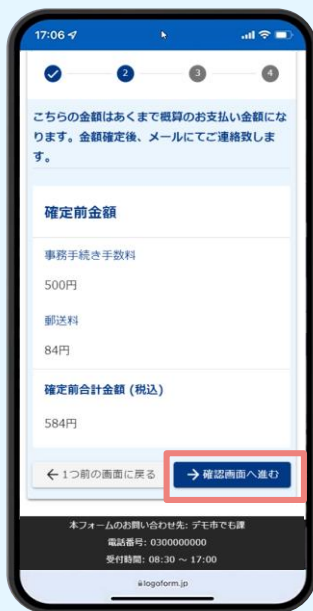 17:06
2
3
4
こちらの金額はあくまで概算のお支払い金額にな
ります。金額確定後、メールにてご連絡致しま
す。
確定前金額
事務手続き手数料
500円
郵送料
84円
確定前合計金額 (税込)
584円
← 1つ前の画面に戻る
→ 確認画面へ進む
本フォームのお問い合わせ先: デモ市でも課
電話番号: 0300000000
受付時間: 08:30 ~ 17:00
logoform.jp